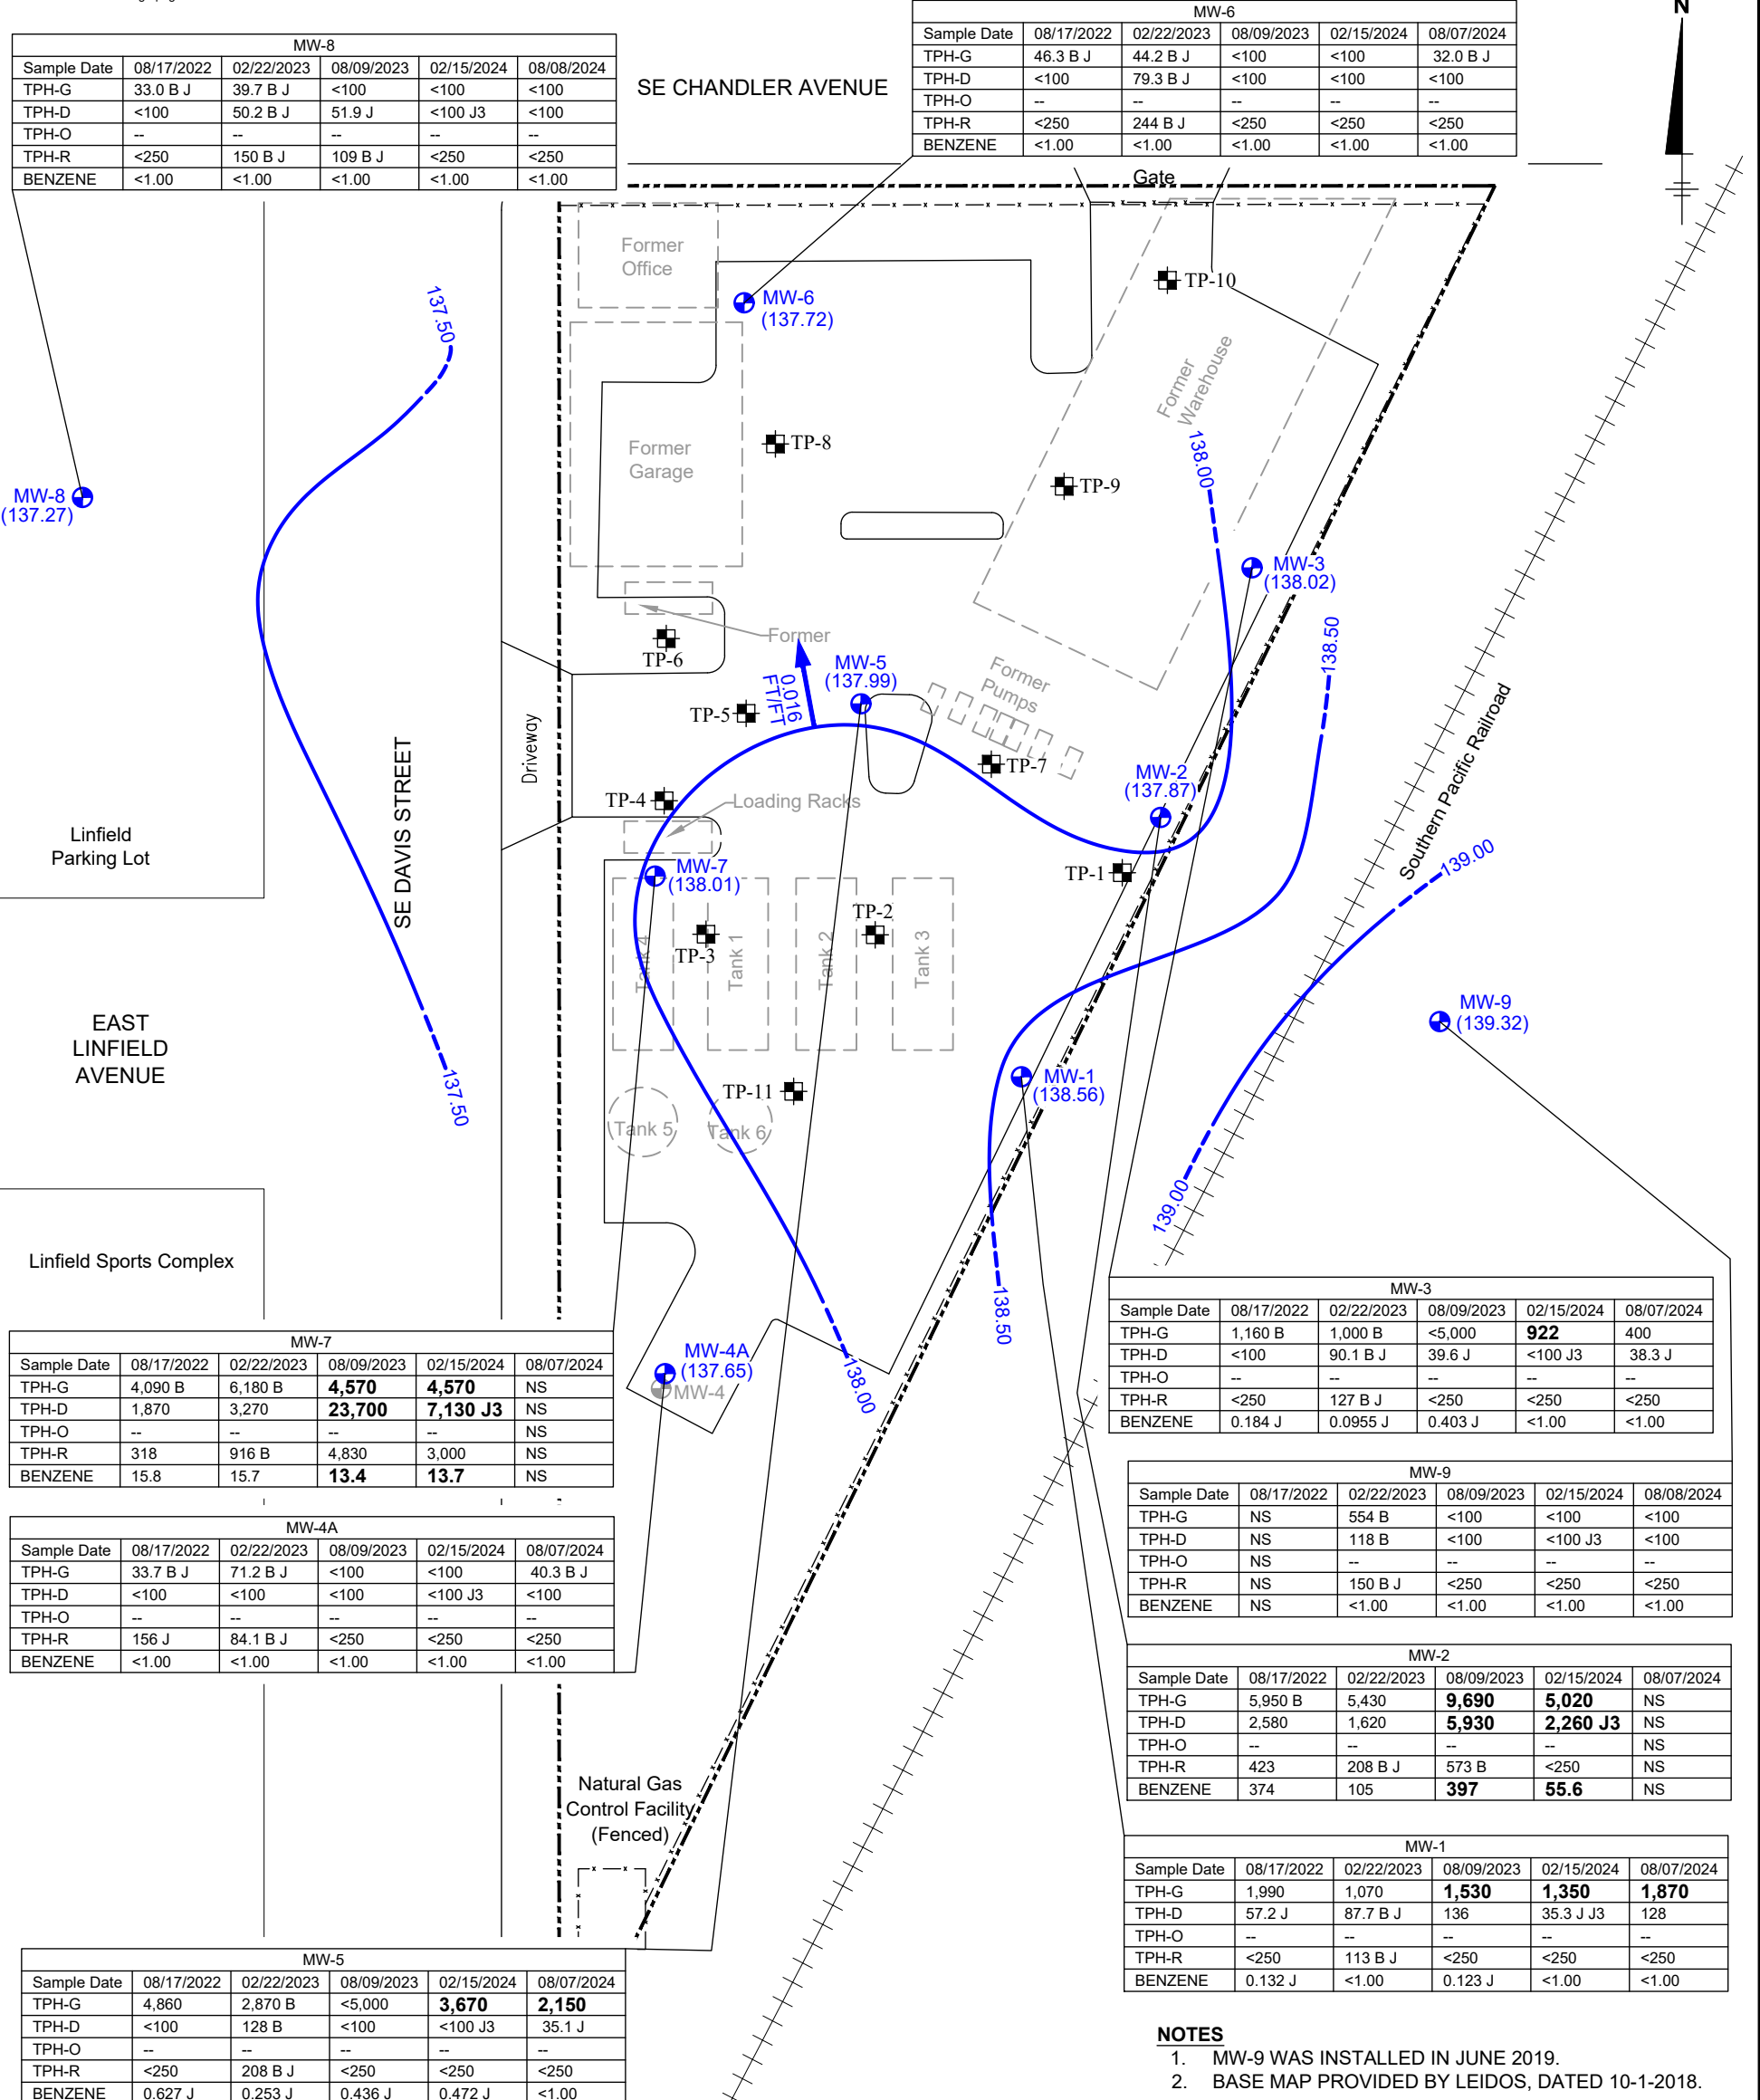 N
MW-8
Sample Date 08/17/2022 02/22/2023 08/09/2023 02/15/2024 08/08/2024
TPH-G 33.0 B J 39.7 B J <100 <100 <100
TPH-D <100 50.2 B J 51.9 J <100 J3 <100
TPH-O -- -- -- -- --
TPH-R <250 150 B J 109 B J <250 <250
BENZENE <1.00 <1.00 <1.00 <1.00 <1.00
SE CHANDLER AVENUE
MW-6
Sample Date 08/17/2022 02/22/2023 08/09/2023 02/15/2024 08/07/2024
TPH-G 46.3 B J 44.2 B J <100 <100 32.0 B J
TPH-D <100 79.3 B J <100 <100 <100
TPH-O -- -- -- -- --
TPH-R <250 244 B J <250 <250 <250
BENZENE <1.00 <1.00 <1.00 <1.00 <1.00
Gate
Former
Office
TP-10
137.50
MW-6
(137.72)
Former
Warehouse
TP-8
Former
Garage
138.00
TP-9
MW-8
(137.27)
MW-3
(138.02)
Former
TP-6
138.50
MW-5
(137.99)
Former
Pumps
0.016
FT/FT
TP-5
Southern Pacific Railroad
Driveway
SE DAVIS STREET
TP-7
MW-2
(137.87)
TP-4
Loading Racks
Linfield
Parking Lot
139.00
MW-7
(138.01)
TP-1
TP-2
TP-3
Tank 4
Tank 1
Tank 2
Tank 3
MW-9
(139.32)
EAST
LINFIELD
AVENUE
137.50
MW-1
(138.56)
TP-11
Tank 5
Tank 6
139.00
Linfield Sports Complex
138.50
MW-3
Sample Date 08/17/2022 02/22/2023 08/09/2023 02/15/2024 08/07/2024
TPH-G 1,160 B 1,000 B <5,000 922 400
TPH-D <100 90.1 B J 39.6 J <100 J3 38.3 J
TPH-O -- -- -- -- --
TPH-R <250 127 B J <250 <250 <250
BENZENE 0.184 J 0.0955 J 0.403 J <1.00 <1.00
MW-7
Sample Date 08/17/2022 02/22/2023 08/09/2023 02/15/2024 08/07/2024
TPH-G 4,090 B 6,180 B 4,570 4,570 NS
TPH-D 1,870 3,270 23,700 7,130 J3 NS
TPH-O -- -- -- -- NS
TPH-R 318 916 B 4,830 3,000 NS
BENZENE 15.8 15.7 13.4 13.7 NS
MW-4A
(137.65)
MW-4
138.00
MW-9
Sample Date 08/17/2022 02/22/2023 08/09/2023 02/15/2024 08/08/2024
TPH-G NS 554 B <100 <100 <100
TPH-D NS 118 B <100 <100 J3 <100
TPH-O NS -- -- -- --
TPH-R NS 150 B J <250 <250 <250
BENZENE NS <1.00 <1.00 <1.00 <1.00
MW-4A
Sample Date 08/17/2022 02/22/2023 08/09/2023 02/15/2024 08/07/2024
TPH-G 33.7 B J 71.2 B J <100 <100 40.3 B J
TPH-D <100 <100 <100 <100 J3 <100
TPH-O -- -- -- -- --
TPH-R 156 J 84.1 B J <250 <250 <250
BENZENE <1.00 <1.00 <1.00 <1.00 <1.00
MW-2
Sample Date 08/17/2022 02/22/2023 08/09/2023 02/15/2024 08/07/2024
TPH-G 5,950 B 5,430 9,690 5,020 NS
TPH-D 2,580 1,620 5,930 2,260 J3 NS
TPH-O -- -- -- -- NS
TPH-R 423 208 B J 573 B <250 NS
BENZENE 374 105 397 55.6 NS
Natural Gas
Control Facility
(Fenced)
MW-1
Sample Date 08/17/2022 02/22/2023 08/09/2023 02/15/2024 08/07/2024
TPH-G 1,990 1,070 1,530 1,350 1,870
TPH-D 57.2 J 87.7 B J 136 35.3 J J3 128
TPH-O -- -- -- -- --
TPH-R <250 113 B J <250 <250 <250
BENZENE 0.132 J <1.00 0.123 J <1.00 <1.00
MW-5
Sample Date 08/17/2022 02/22/2023 08/09/2023 02/15/2024 08/07/2024
TPH-G 4,860 2,870 B <5,000 3,670 2,150
TPH-D <100 128 B <100 <100 J3 35.1 J
TPH-O -- -- -- -- --
TPH-R <250 208 B J <250 <250 <250
BENZENE 0.627 J 0.253 J 0.436 J 0.472 J <1.00
NOTES
1. MW-9 WAS INSTALLED IN JUNE 2019.
2. BASE MAP PROVIDED BY LEIDOS, DATED 10-1-2018.